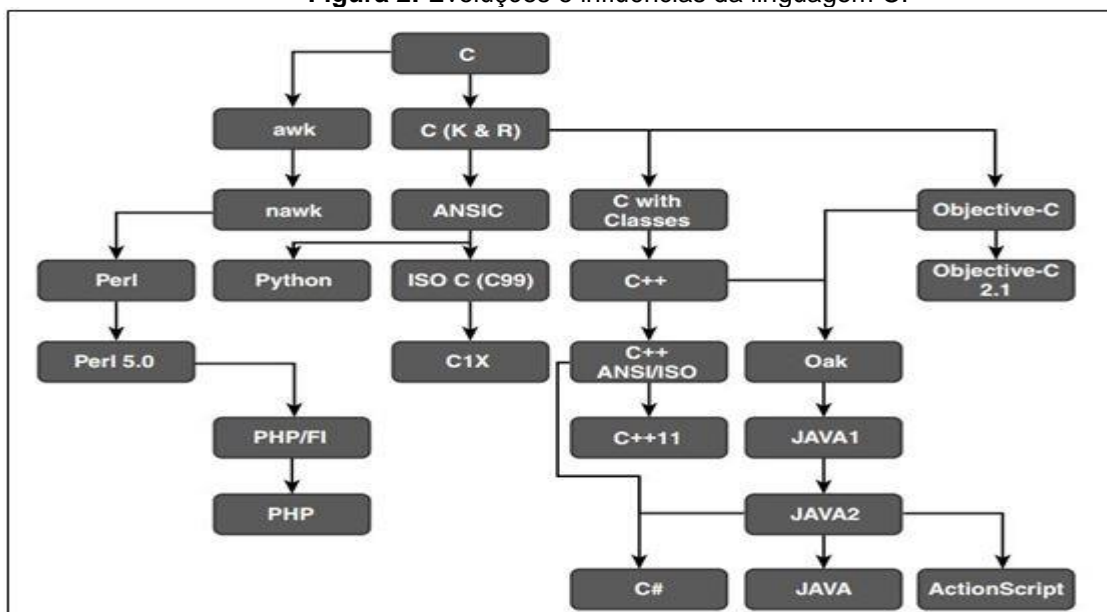 Figura 2. Evoluções e influências da linguagem C.
C
awk
C (K & R)
nawk
ANSIC
C with
Classes
Objective-C
Perl
Python
ISO C (C99)
C++
Objective-C
2.1
Perl 5.0
C1X
C++
ANSI/ISO
Oak
PHP/FI
C++11
JAVA1
PHP
JAVA2
C#
JAVA
ActionScript